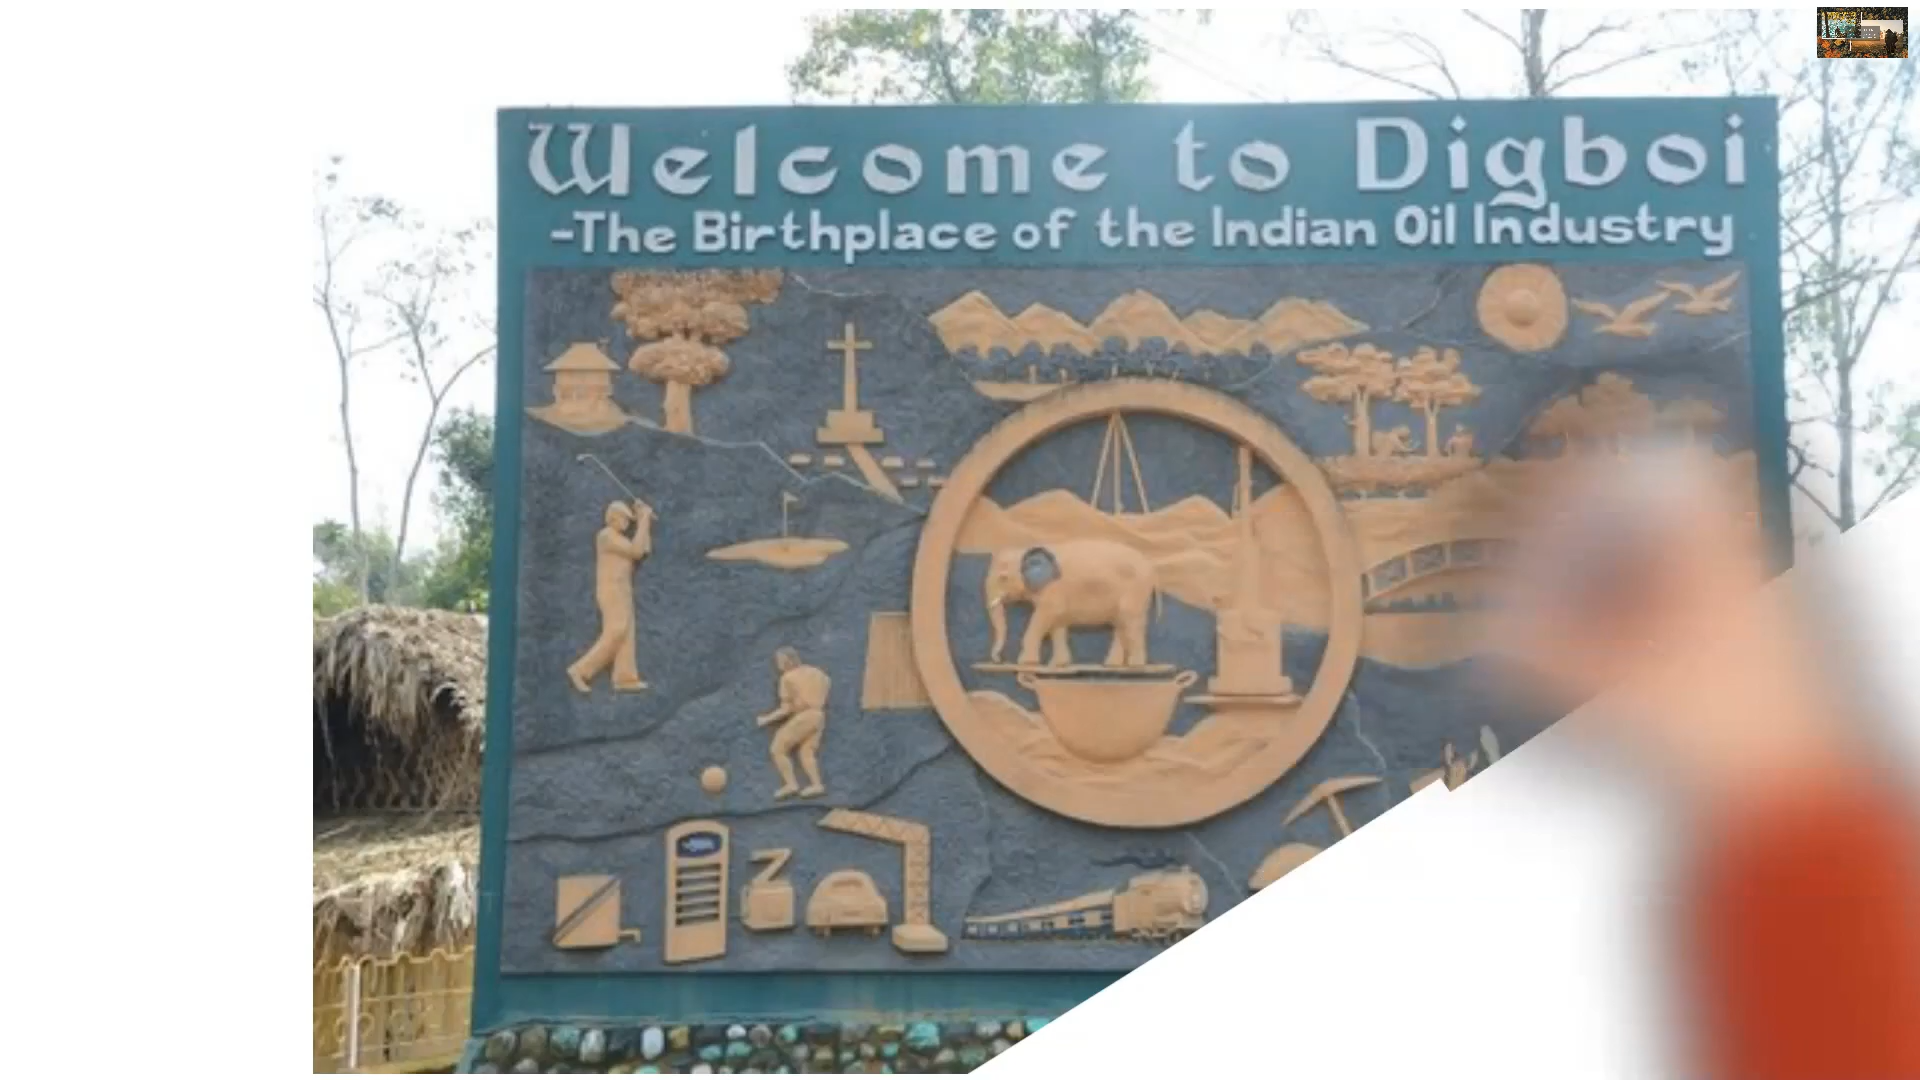 Welcome to Digboi
-The Birthplace of the Indian Oil Industry